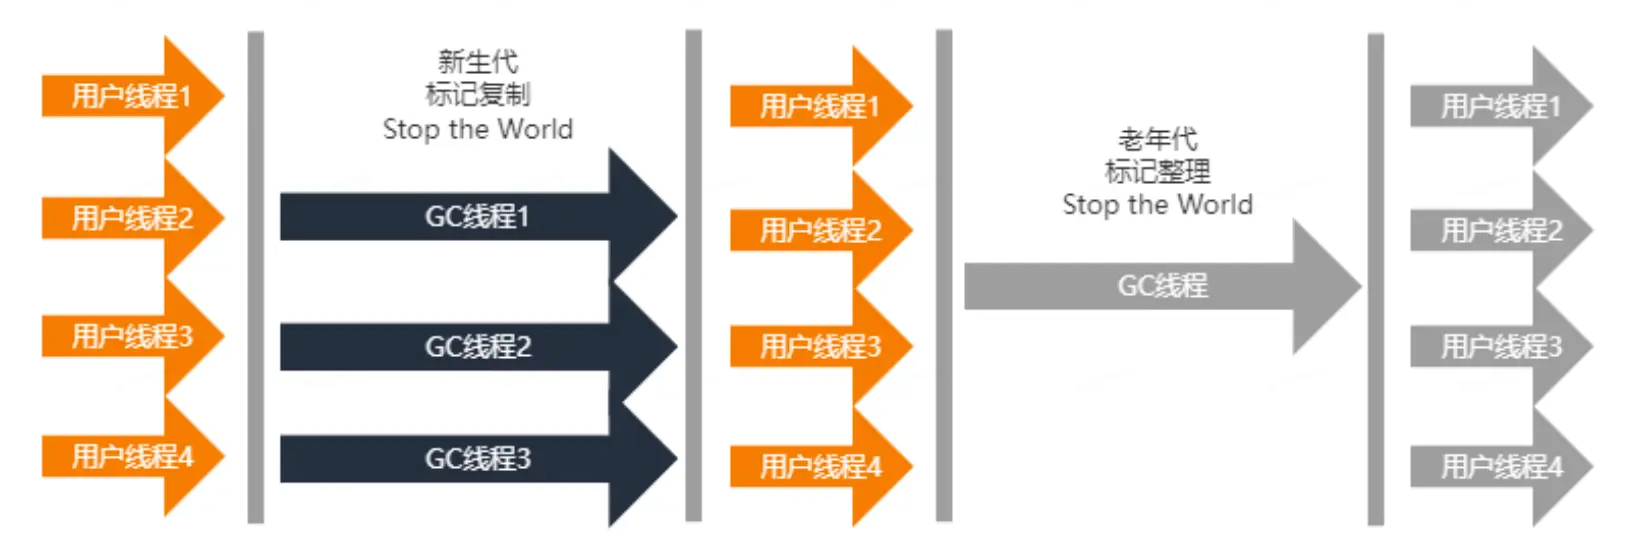 用户线程1
用户线程2
用户线程3
用户线程4
新生代
标记复制
Stop the World
GC线程1
GC线程2
GC线程3
用户线程1
用户线程2
用户线程3
用户线程4
老年代
标记整理
Stop the World
GC线程
用户线程1
用户线程2
用户线程3
用户线程4